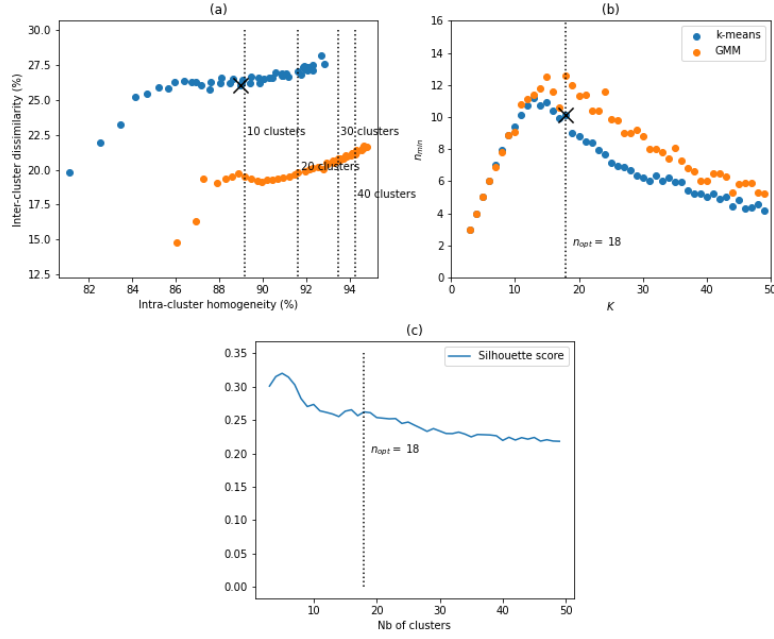 (a)
30.0
27.5
25.0
22.5
20.0
17.5
15.0
12.5
Inter-cluster dissimilarity (%)
10 clusters
30 clusters
20 clusters
40 clusters
82 84 86 88 90 92 94
Intra-cluster homogeneity (%)
(b)
16
14
12
10
8
6
4
2
0
n_min
k-means
GMM
n_opt = 18
0 10 20 30 40 50
K
(c)
0.35
0.30
0.25
0.20
0.15
0.10
0.05
0.00
Silhouette score
n_opt = 18
10 20 30 40 50
Nb of clusters